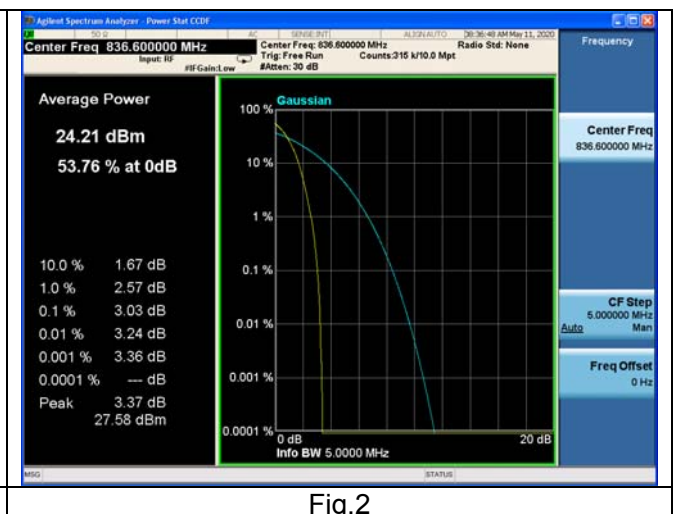 Agilent Spectrum Analyzer - Power Stat CCDF
50 Ω AC SENSE:INT ALIGN AUTO 08:36:48 AM May 11, 2020
Center Freq 836.600000 MHz Center Freq: 836.600000 MHz Radio Std: None
Input: RF Trig: Free Run Counts:315 k/10.0 Mpt
#IFGain:Low #Atten: 30 dB
Frequency
Average Power
24.21 dBm
53.76 % at 0dB
10.0 % 1.67 dB
1.0 % 2.57 dB
0.1 % 3.03 dB
0.01 % 3.24 dB
0.001 % 3.36 dB
0.0001 % --- dB
Peak 3.37 dB
27.58 dBm
Gaussian
100 %
10 %
1 %
0.1 %
0.01 %
0.001 %
0.0001 %
0 dB 20 dB
Info BW 5.0000 MHz
Center Freq
836.600000 MHz
CF Step
5.000000 MHz
Auto Man
Freq Offset
0 Hz
MSG STATUS
Fig.2